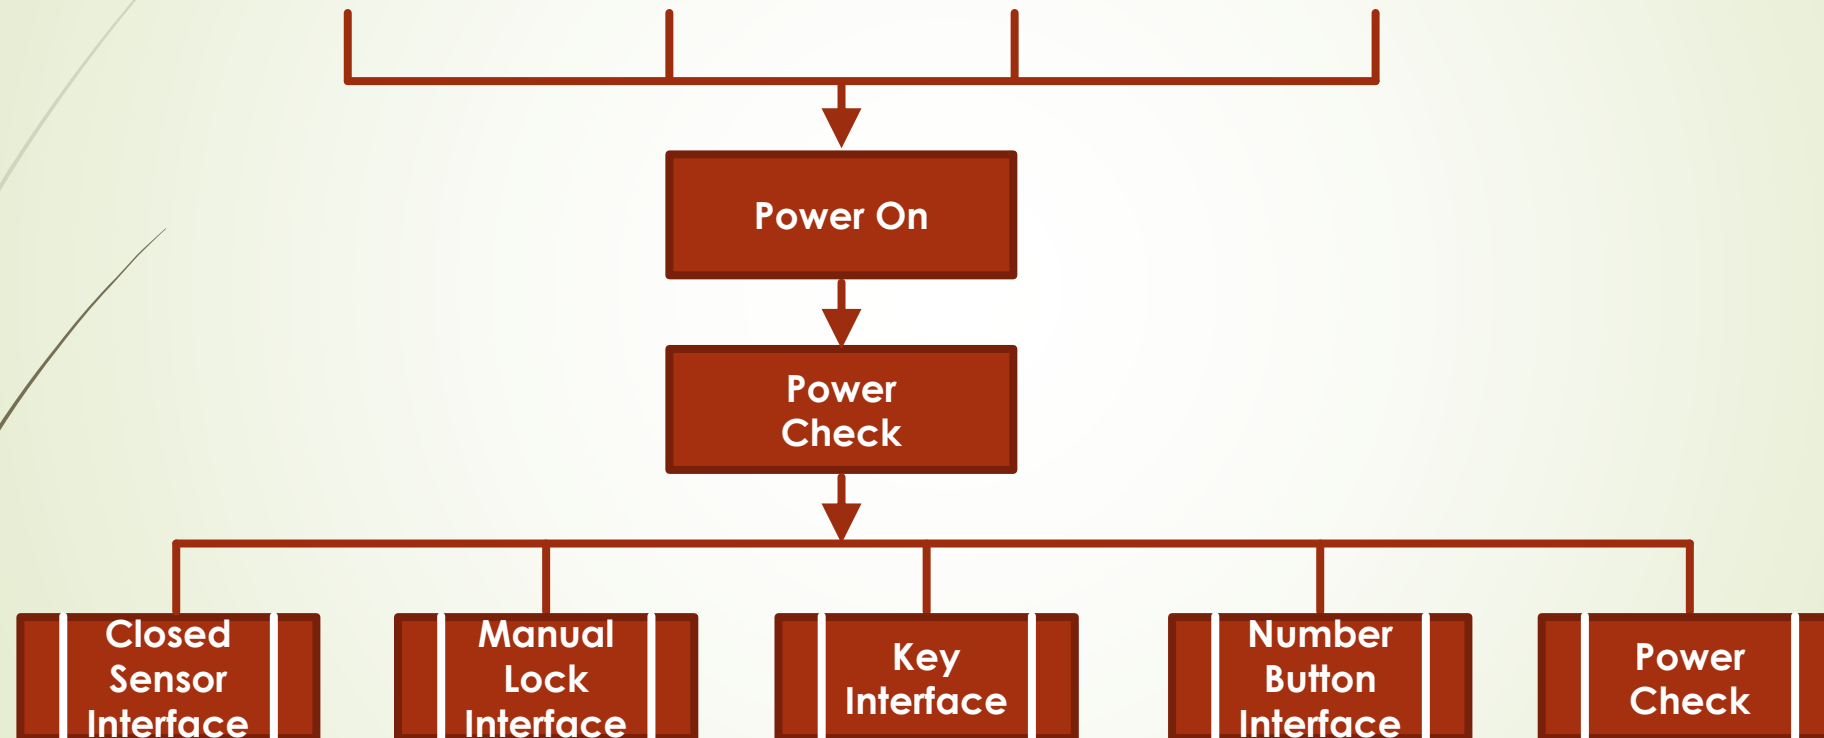 Power On
Power
Check
Closed
Sensor
Interface
Manual
Lock
Interface
Key
Interface
Number
Button
Interface
Power
Check